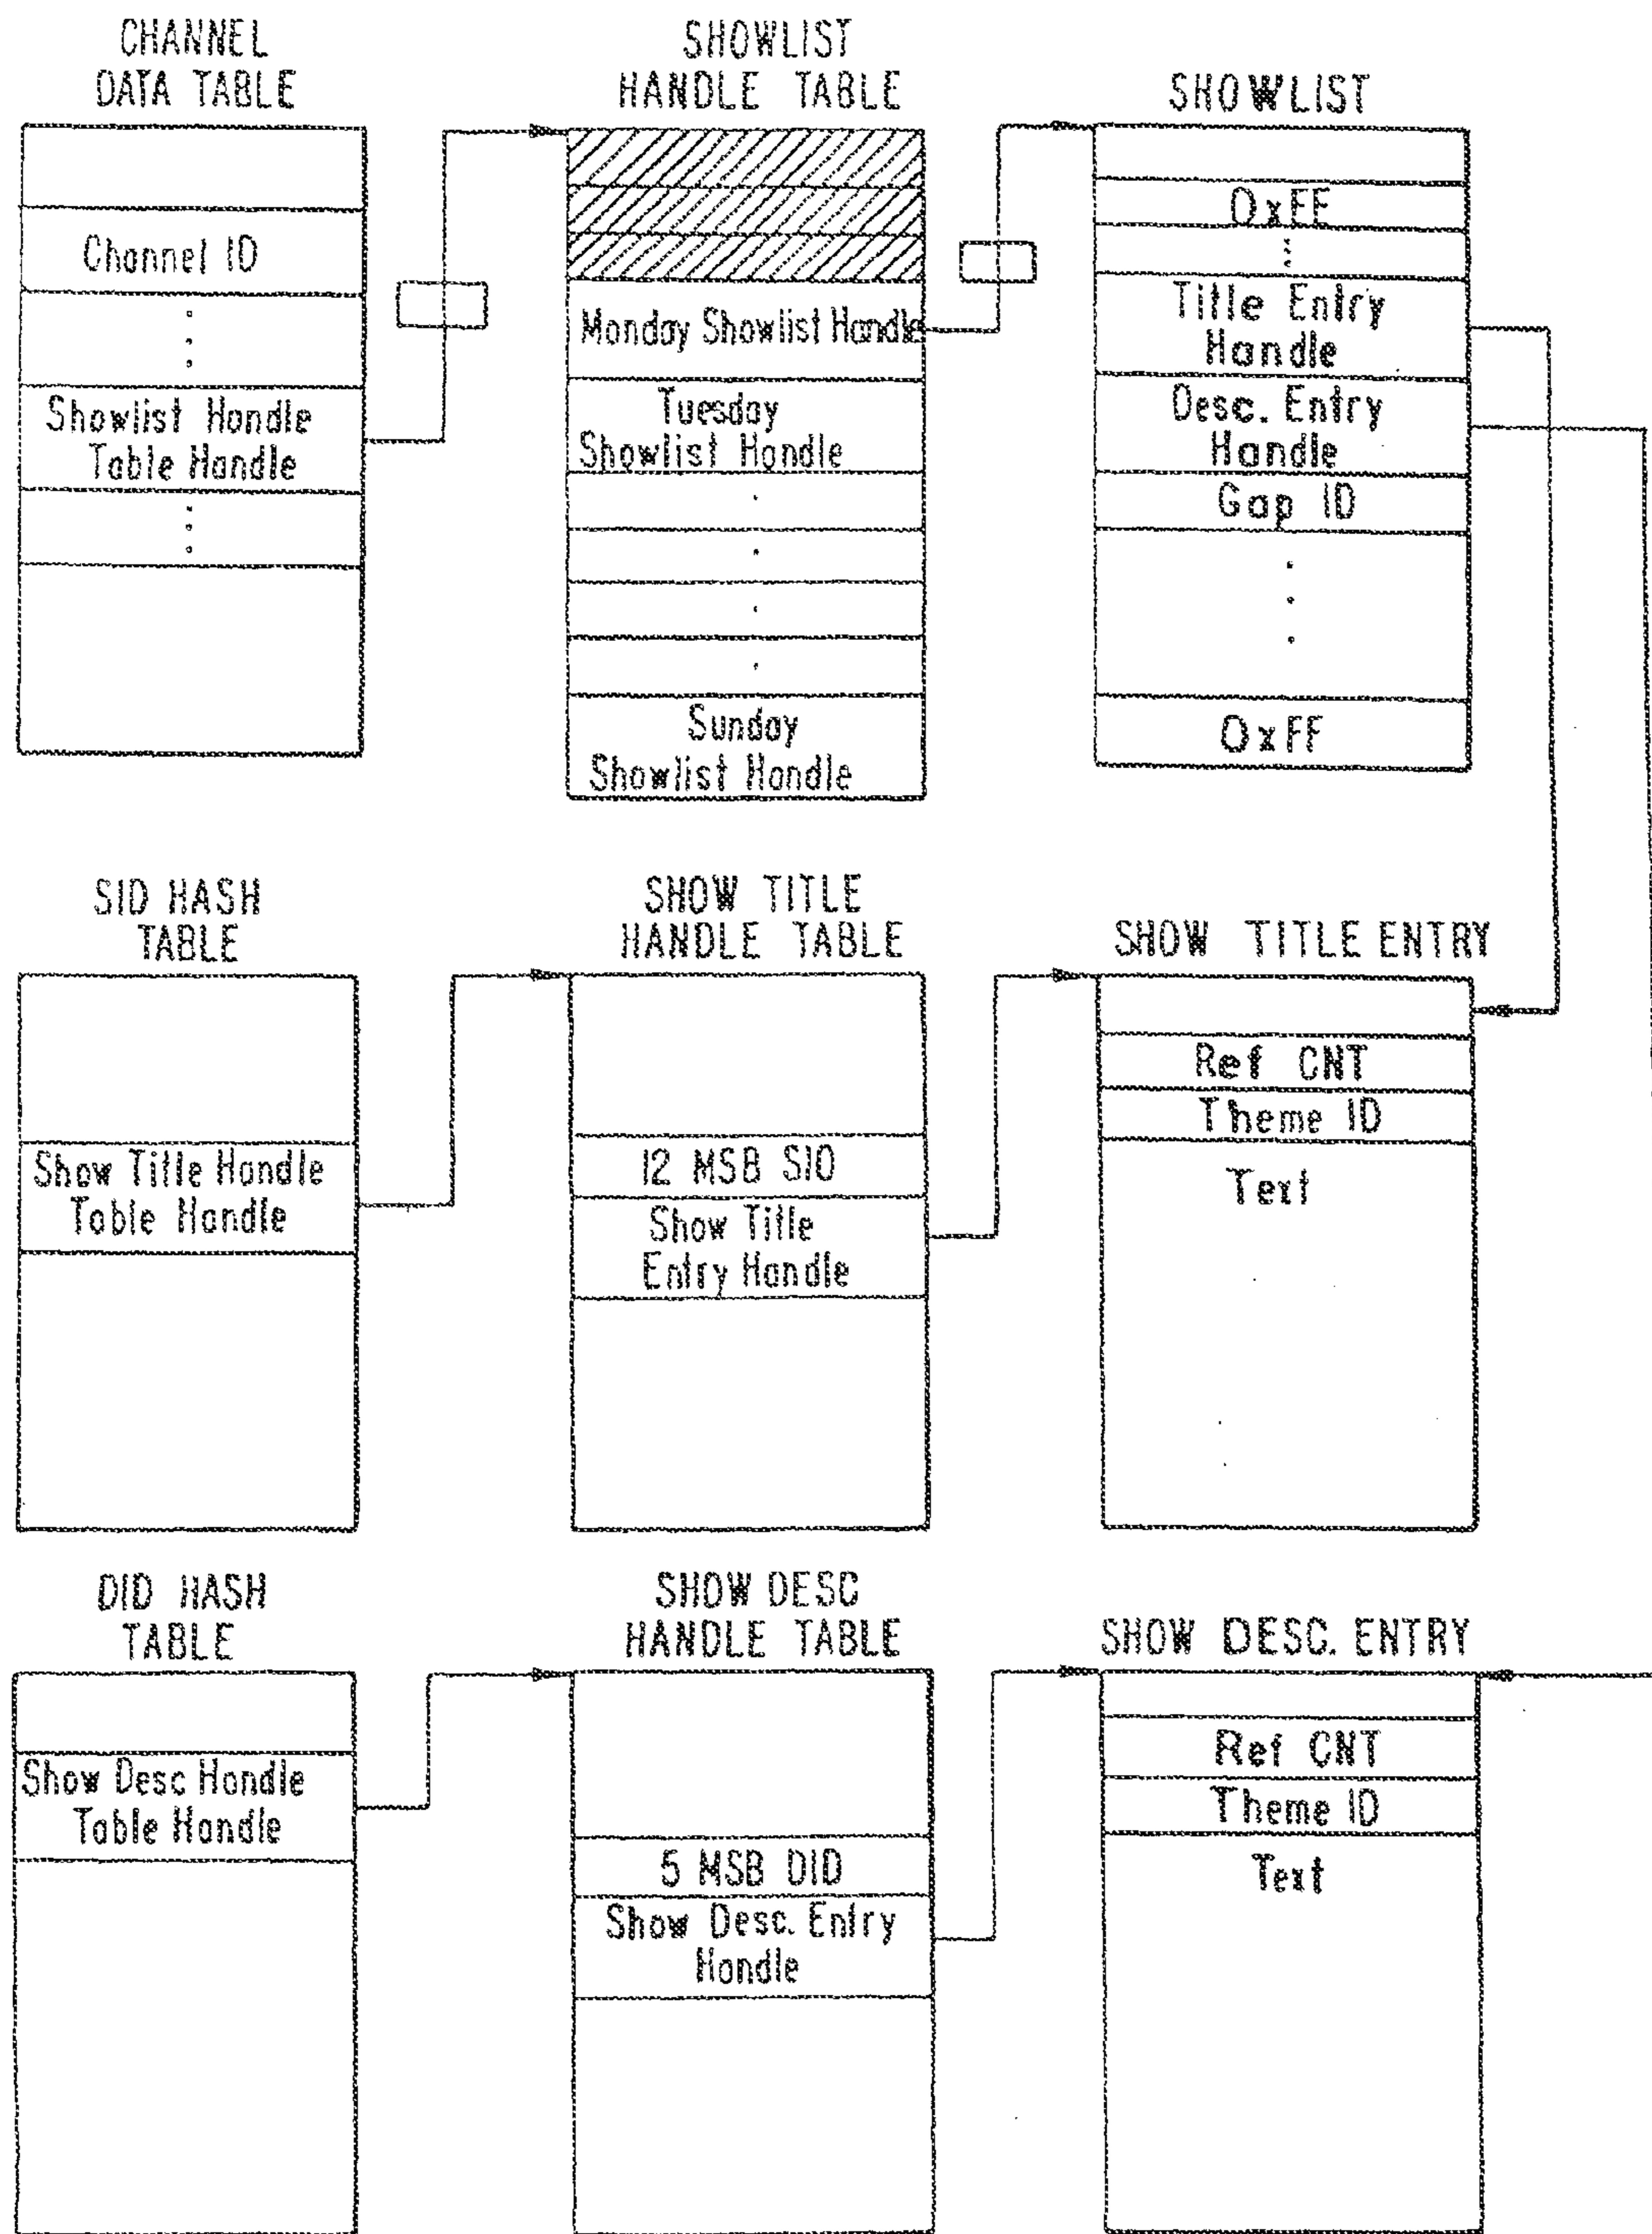 CHANNEL
DATA TABLE
Channel ID
Showlist Handle
Table Handle
SHOWLIST
HANDLE TABLE
Monday Showlist Handle
Tuesday
Showlist Handle
Sunday
Showlist Handle
SHOWLIST
0xFF
Title Entry
Handle
Desc. Entry
Handle
Gap ID
0xFF
SID HASH
TABLE
Show Title Handle
Table Handle
SHOW TITLE
HANDLE TABLE
12 MSB SID
Show Title
Entry Handle
SHOW TITLE ENTRY
Ref CNT
Theme ID
Text
DID HASH
TABLE
Show Desc Handle
Table Handle
SHOW DESC
HANDLE TABLE
5 MSB DID
Show Desc. Entry
Handle
SHOW DESC. ENTRY
Ref CNT
Theme ID
Text